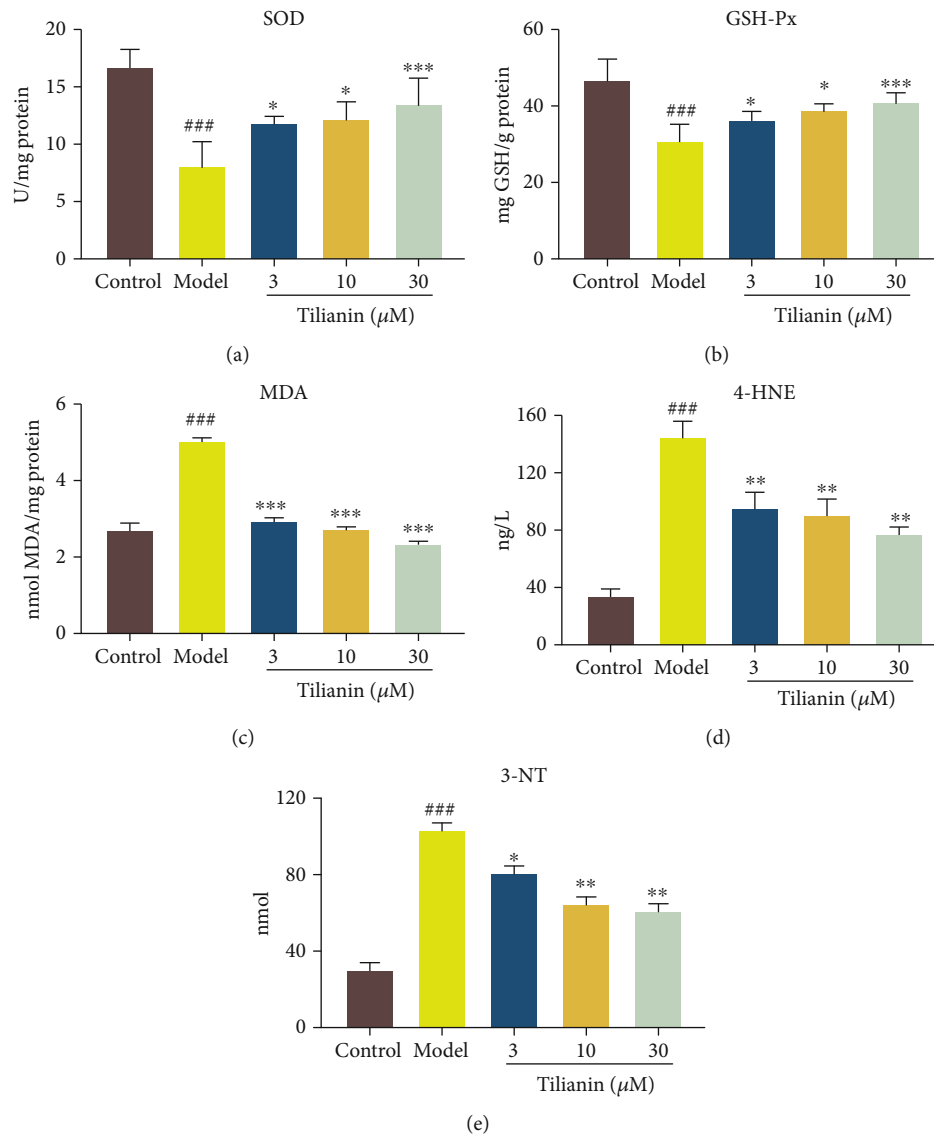 SOD
U/mg protein
20
15
10
5
0
###
*
*
***
Control Model 3 10 30
Tilianin (μM)
(a)
GSH-Px
mg GSH/g protein
60
40
20
0
###
*
*
***
Control Model 3 10 30
Tilianin (μM)
(b)
MDA
nmol MDA/mg protein
6
4
2
0
###
***
***
***
Control Model 3 10 30
Tilianin (μM)
(c)
4-HNE
ng/L
160
120
80
40
0
###
**
**
**
Control Model 3 10 30
Tilianin (μM)
(d)
3-NT
nmol
120
80
40
0
###
*
**
**
Control Model 3 10 30
Tilianin (μM)
(e)